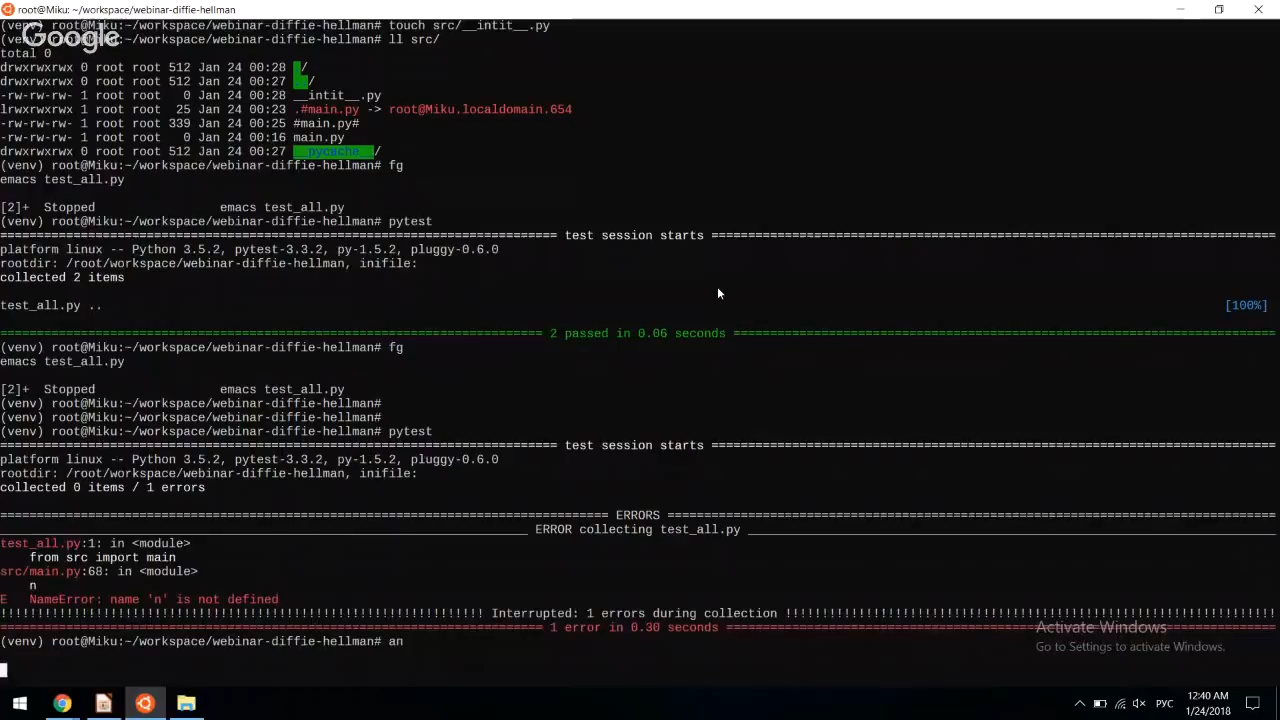 root@Miku: ~/workspace/webinar-diffie-hellman
(venv) root@Miku:~/workspace/webinar-diffie-hellman# touch src/__intit__.py
Google
(venv) root@Miku:~/workspace/webinar-diffie-hellman# ll src/
total 0
drwxrwxrwx 0 root root 512 Jan 24 00:28 ./
drwxrwxrwx 0 root root 512 Jan 24 00:27 ../
-rw-rw-rw- 1 root root   0 Jan 24 00:28 __intit__.py
lrwxrwxrwx 1 root root  25 Jan 24 00:23 .#main.py -> root@Miku.localdomain.654
-rw-rw-rw- 1 root root 339 Jan 24 00:25 #main.py#
-rw-rw-rw- 1 root root   0 Jan 24 00:16 main.py
drwxrwxrwx 0 root root 512 Jan 24 00:27 __pycache__/
(venv) root@Miku:~/workspace/webinar-diffie-hellman# fg
emacs test_all.py
[2]+  Stopped                 emacs test_all.py
(venv) root@Miku:~/workspace/webinar-diffie-hellman# pytest
============ test session starts ============
platform linux -- Python 3.5.2, pytest-3.3.2, py-1.5.2, pluggy-0.6.0
rootdir: /root/workspace/webinar-diffie-hellman, inifile:
collected 2 items
test_all.py .. [100%]
============ 2 passed in 0.06 seconds ============
(venv) root@Miku:~/workspace/webinar-diffie-hellman# fg
emacs test_all.py
[2]+  Stopped                 emacs test_all.py
(venv) root@Miku:~/workspace/webinar-diffie-hellman#
(venv) root@Miku:~/workspace/webinar-diffie-hellman#
(venv) root@Miku:~/workspace/webinar-diffie-hellman# pytest
============ test session starts ============
platform linux -- Python 3.5.2, pytest-3.3.2, py-1.5.2, pluggy-0.6.0
rootdir: /root/workspace/webinar-diffie-hellman, inifile:
collected 0 items / 1 errors
============ ERRORS ============
____________ ERROR collecting test_all.py ____________
test_all.py:1: in <module>
    from src import main
src/main.py:68: in <module>
    n
E   NameError: name 'n' is not defined
!!!!!!!!!!!! Interrupted: 1 errors during collection !!!!!!!!!!!!
============ 1 error in 0.30 seconds ============
(venv) root@Miku:~/workspace/webinar-diffie-hellman# an
Activate Windows
Go to Settings to activate Windows.
РУС
12:40 AM
1/24/2018